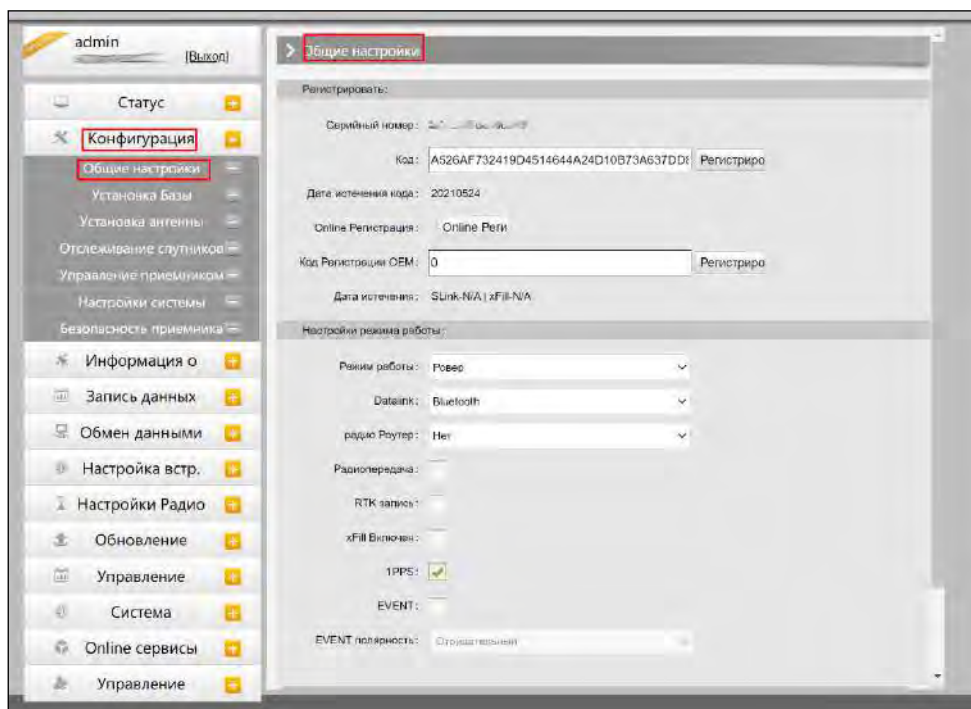 admin
[Выход]
Статус
Конфигурация
Общие настройки
Установка Базы
Установка антенны
Отслеживание спутников
Управление приемником
Настройки системы
Безопасность приемника
Информация о
Запись данных
Обмен данными
Настройка встр.
Настройки Радио
Обновление
Управление
Система
Online сервисы
Управление
Общие настройки
Регистрировать:
Серийный номер:
Код: A526AF732419D4514644A24D10B73A637DD Регистриро
Дата истечения кода: 20210524
Online Регистрация: Online Реги
Код Регистрации OEM: 0 Регистриро
Дата истечения: SLink-N/A | xFill-N/A
Настройки режима работы:
Режим работы: Ровер
Datalink: Bluetooth
радио Роутер: Нет
Радиопередача:
RTK запись:
xFill Включен:
1PPS:
EVENT:
EVENT полярность: Отрицательный